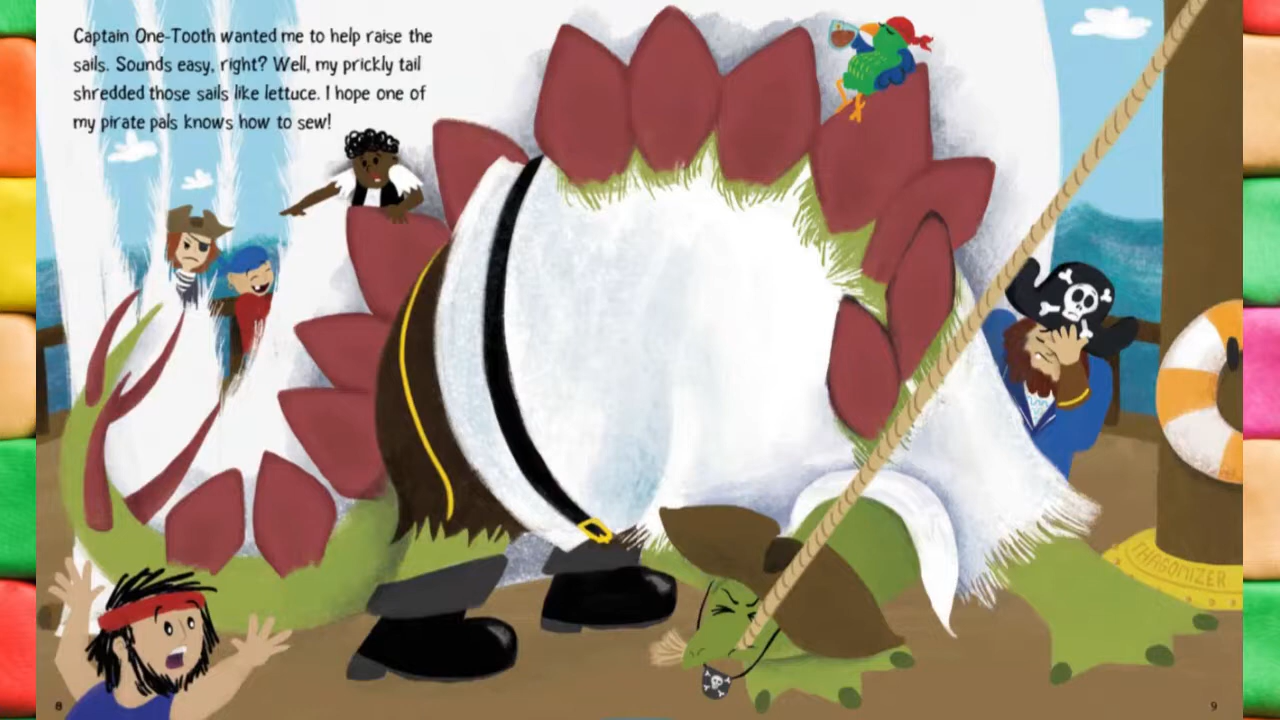 Captain One-Tooth wanted me to help raise the
sails. Sounds easy, right? Well, my prickly tail
shredded those sails like lettuce. I hope one of
my pirate pals knows how to sew!
THAGOMIZER
8
9